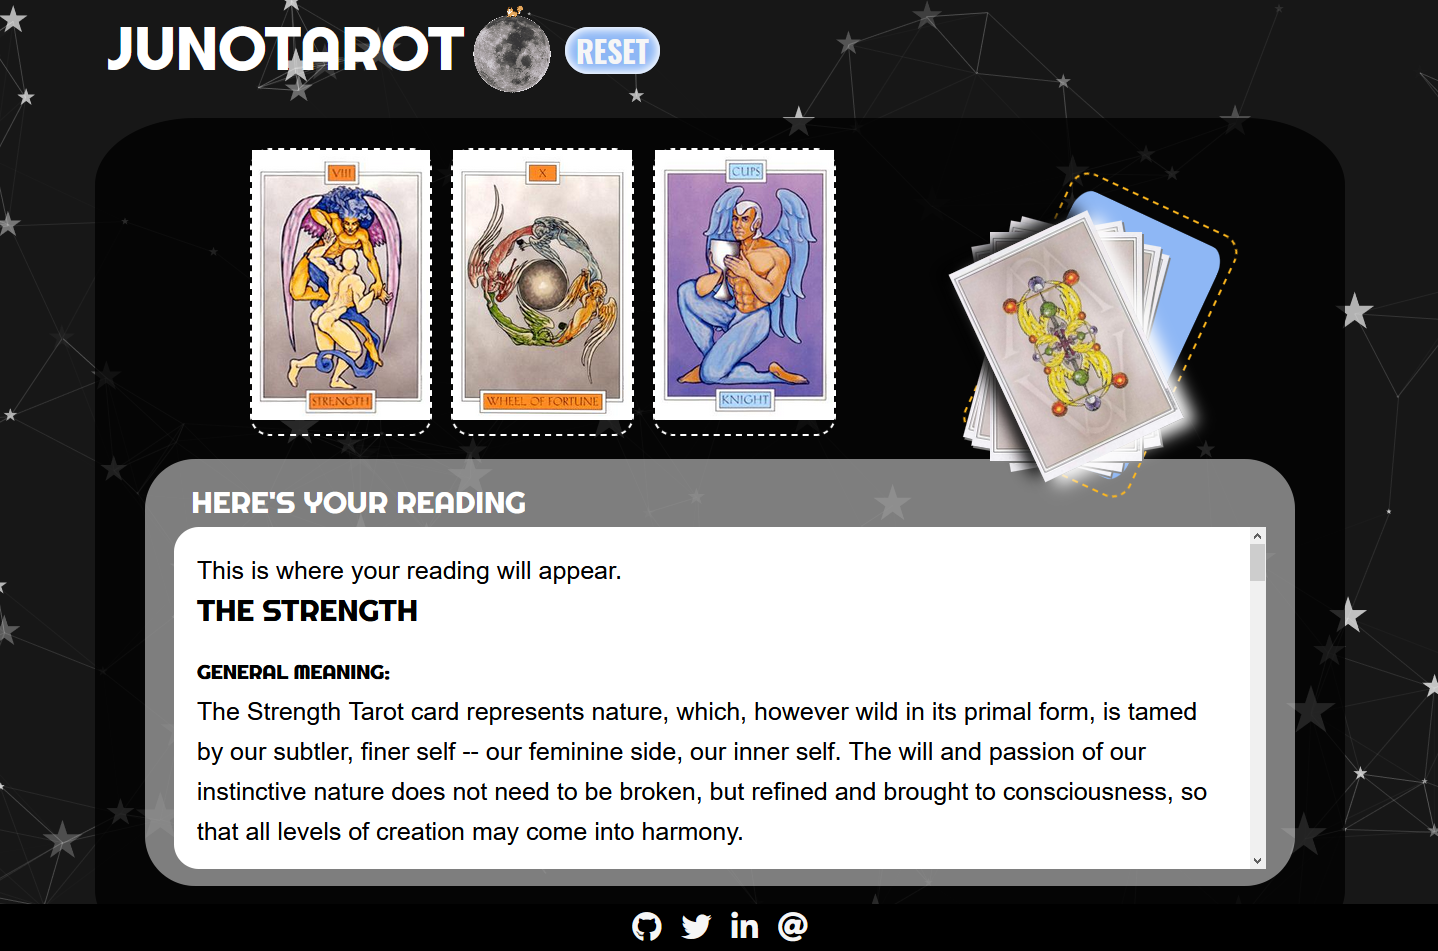 JUNOTAROT
RESET
VIII
STRENGTH
X
WHEEL OF FORTUNE
CUPS
KNIGHT
HERE'S YOUR READING
This is where your reading will appear.
THE STRENGTH
GENERAL MEANING:
The Strength Tarot card represents nature, which, however wild in its primal form, is tamed
by our subtler, finer self -- our feminine side, our inner self. The will and passion of our
instinctive nature does not need to be broken, but refined and brought to consciousness, so
that all levels of creation may come into harmony.